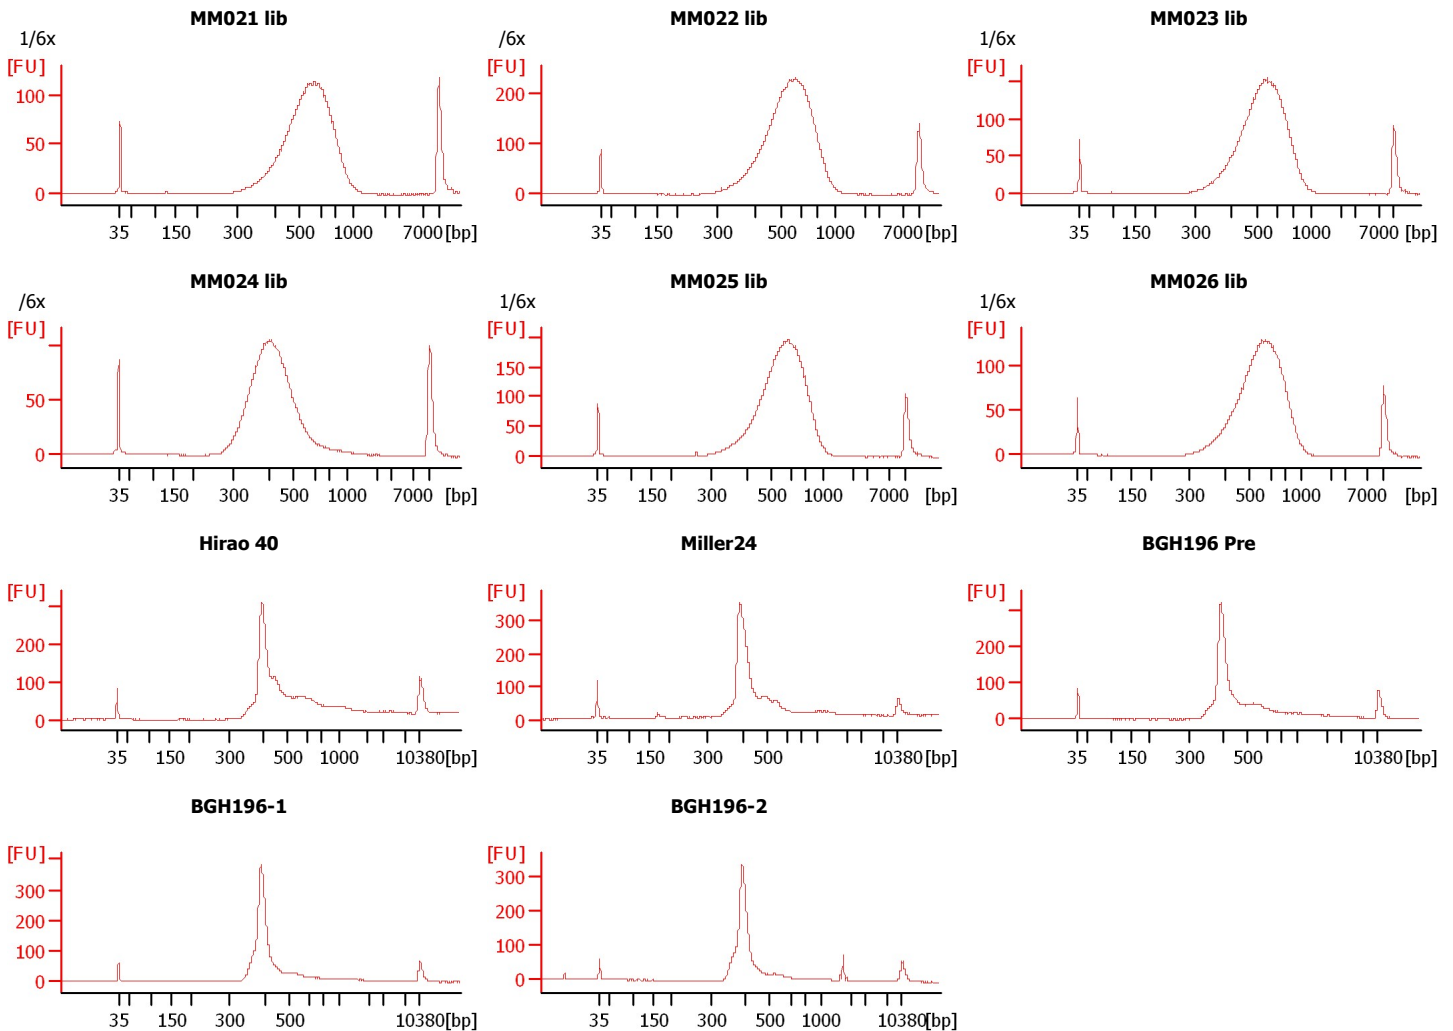 MM021 lib
1/6x
[FU]
100
50
0
35 150 300 500 1000 7000 [bp]
MM022 lib
/6x
[FU]
200
100
0
35 150 300 500 1000 7000 [bp]
MM023 lib
1/6x
[FU]
100
50
0
35 150 300 500 1000 7000 [bp]
MM024 lib
/6x
[FU]
50
0
35 150 300 500 1000 7000 [bp]
MM025 lib
1/6x
[FU]
150
100
50
0
35 150 300 500 1000 7000 [bp]
MM026 lib
1/6x
[FU]
100
50
0
35 150 300 500 1000 7000 [bp]
Hirao 40
[FU]
200
100
0
35 150 300 500 1000 10380 [bp]
Miller24
[FU]
300
200
100
0
35 150 300 500 10380 [bp]
BGH196 Pre
[FU]
200
100
0
35 150 300 500 10380 [bp]
BGH196-1
[FU]
300
200
100
0
35 150 300 500 10380 [bp]
BGH196-2
[FU]
300
200
100
0
35 150 300 500 1000 10380 [bp]